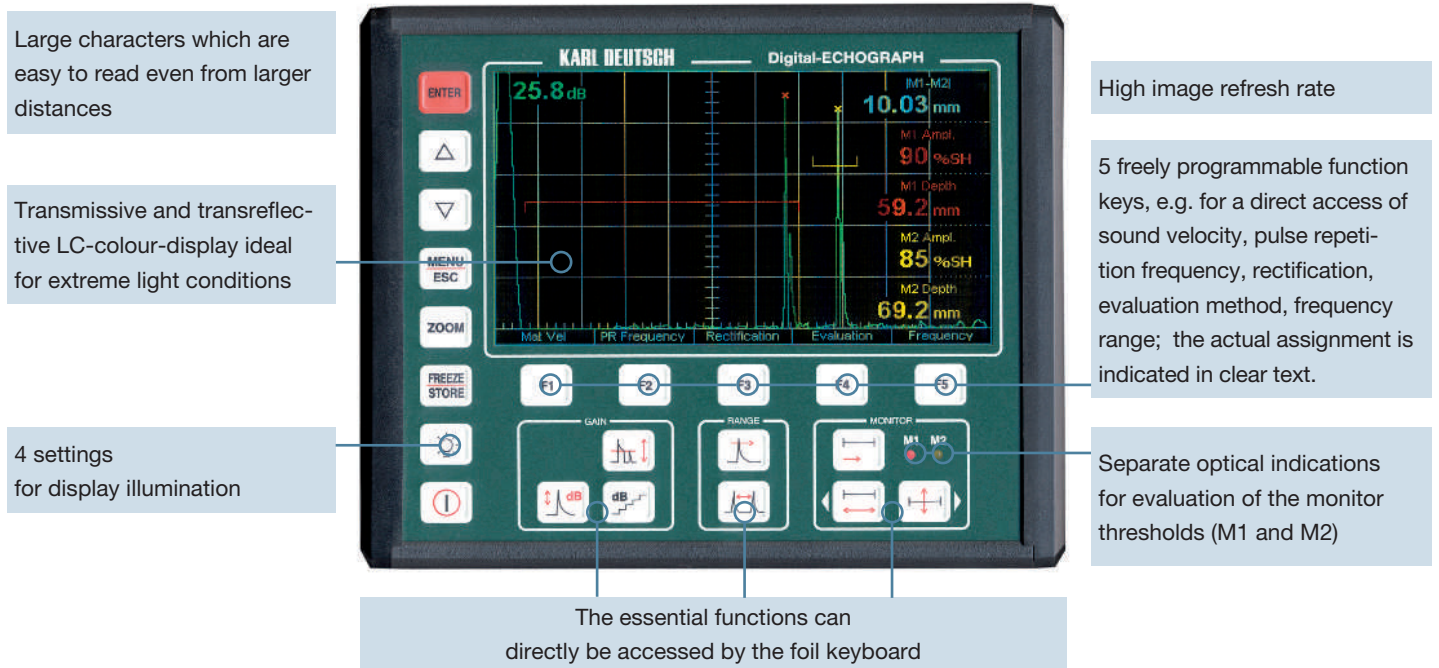 Large characters which are
easy to read even from larger
distances
Transmissive and transreflec-
tive LC-colour-display ideal
for extreme light conditions
4 settings
for display illumination
KARL DEUTSCH
Digital-ECHOGRAPH
ENTER
MENU
ESC
ZOOM
FREEZE
STORE
25.8 dB
|M1-M2|
10.03 mm
M1 Ampl.
90 %SH
M1 Depth
59.2 mm
M2 Ampl.
85 %SH
M2 Depth
69.2 mm
Mat Vel PR Frequency Rectification Evaluation Frequency
F1 F2 F3 F4 F5
GAIN
dB
dB
RANGE
MONITOR
M1 M2
High image refresh rate
5 freely programmable function
keys, e.g. for a direct access of
sound velocity, pulse repeti-
tion frequency, rectification,
evaluation method, frequency
range; the actual assignment is
indicated in clear text.
Separate optical indications
for evaluation of the monitor
thresholds (M1 and M2)
The essential functions can
directly be accessed by the foil keyboard